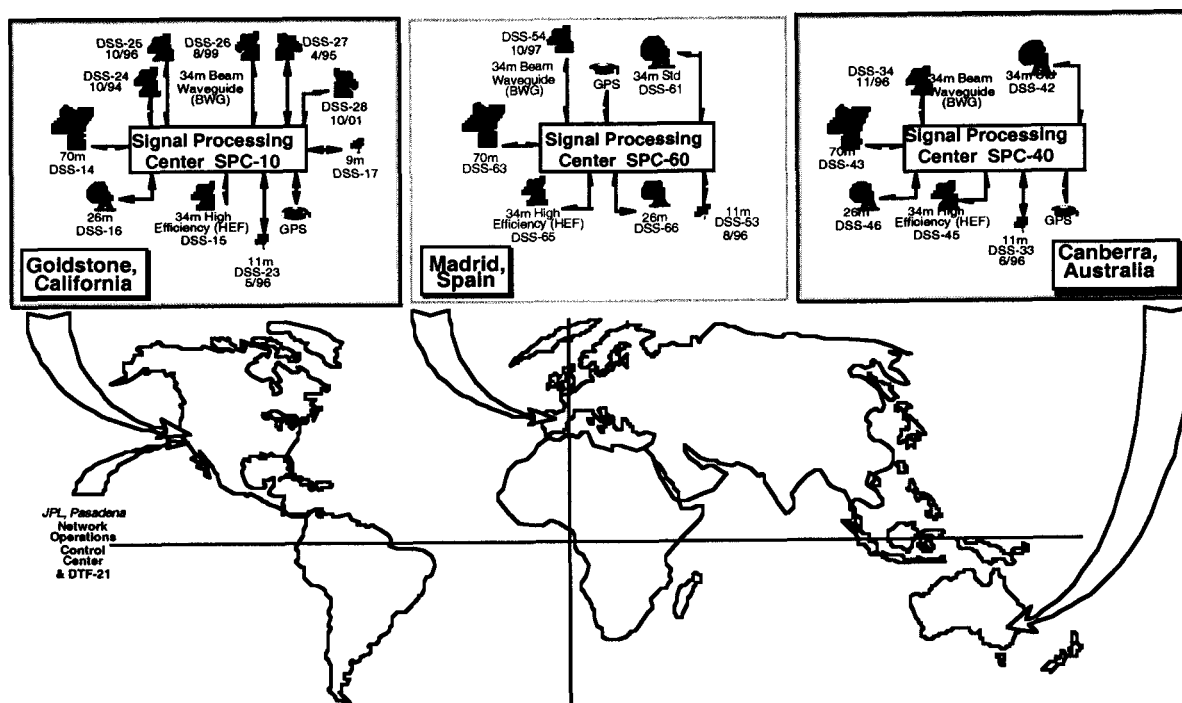 DSS-25
10/96
DSS-26
8/99
DSS-27
4/95
DSS-24
10/94
34m Beam
Waveguide
(BWG)
DSS-28
10/01
Signal Processing
Center SPC-10
70m
DSS-14
9m
DSS-17
26m
DSS-16
34m High
Efficiency (HEF)
DSS-15
GPS
11m
DSS-23
5/96
Goldstone,
California
DSS-54
10/97
34m Beam
Waveguide
(BWG)
GPS
34m Std
DSS-61
Signal Processing
Center SPC-60
70m
DSS-63
34m High
Efficiency (HEF)
DSS-65
26m
DSS-66
11m
DSS-53
8/96
Madrid,
Spain
DSS-34
11/96
34m Beam
Waveguide
(BWG)
34m Std
DSS-42
Signal Processing
Center SPC-40
70m
DSS-43
26m
DSS-46
34m High
Efficiency (HEF)
DSS-45
11m
DSS-33
6/96
GPS
Canberra,
Australia
JPL, Pasadena
Network
Operations
Control
Center
& DTF-21